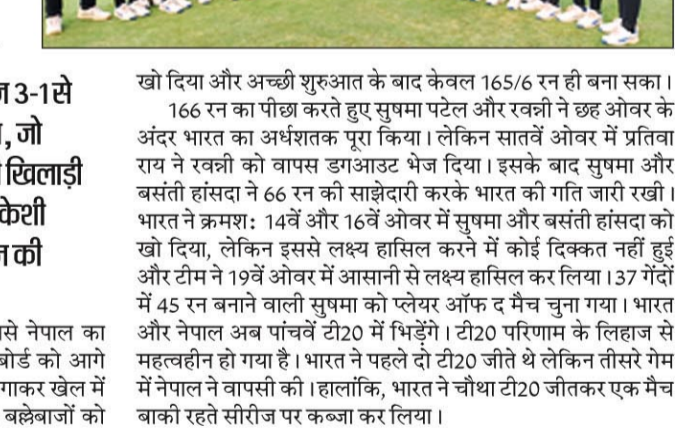 न 3-1 से
, जो
खिलाड़ी
केशी
न की
से नेपाल का
बोर्ड को आगे
गाकर खेल में
बल्लेबाजों को
खो दिया और अच्छी शुरुआत के बाद केवल 165/6 रन ही बना सका।
166 रन का पीछा करते हुए सुषमा पटेल और रवन्नी ने छह ओवर के
अंदर भारत का अर्धशतक पूरा किया। लेकिन सातवें ओवर में प्रतिवा
राय ने रवन्नी को वापस डगआउट भेज दिया। इसके बाद सुषमा और
बसंती हांसदा ने 66 रन की साझेदारी करके भारत की गति जारी रखी।
भारत ने क्रमश: 14वें और 16वें ओवर में सुषमा और बसंती हांसदा को
खो दिया, लेकिन इससे लक्ष्य हासिल करने में कोई दिक्कत नहीं हुई
और टीम ने 19वें ओवर में आसानी से लक्ष्य हासिल कर लिया।37 गेंदों
में 45 रन बनाने वाली सुषमा को प्लेयर ऑफ द मैच चुना गया। भारत
और नेपाल अब पांचवें टी20 में भिड़ेंगे। टी20 परिणाम के लिहाज से
महत्वहीन हो गया है। भारत ने पहले दो टी20 जीते थे लेकिन तीसरे गेम
में नेपाल ने वापसी की।हालांकि, भारत ने चौथा टी20 जीतकर एक मैच
बाकी रहते सीरीज पर कब्जा कर लिया।